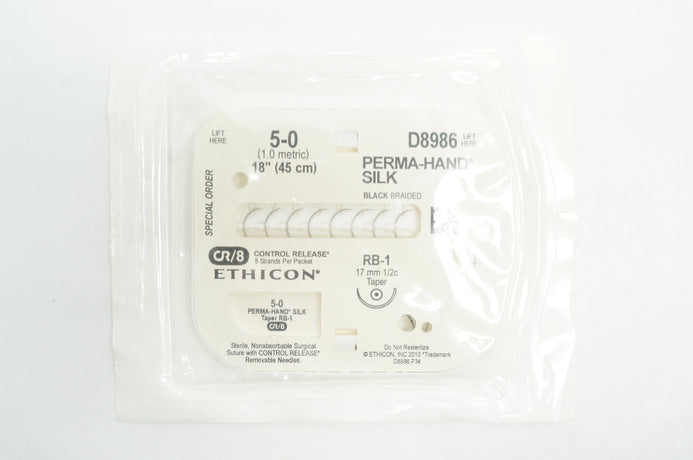 LIFT
HERE
5-0
(1.0 metric)
18" (45 cm)
D8986
LIFT
HERE
PERMA-HAND*
SILK
BLACK BRAIDED
SPECIAL ORDER
CR/8
CONTROL RELEASE*
8 Strands Per Packet
ETHICON*
RB-1
17 mm 1/2c
Taper
5-0
PERMA-HAND* SILK
Taper RB-1
CR/8
Sterile, Nonabsorbable Surgical
Suture with CONTROL RELEASE*
Removable Needles.
Do Not Resterilize.
© ETHICON, INC 2010 *Trademark
D8986 P34